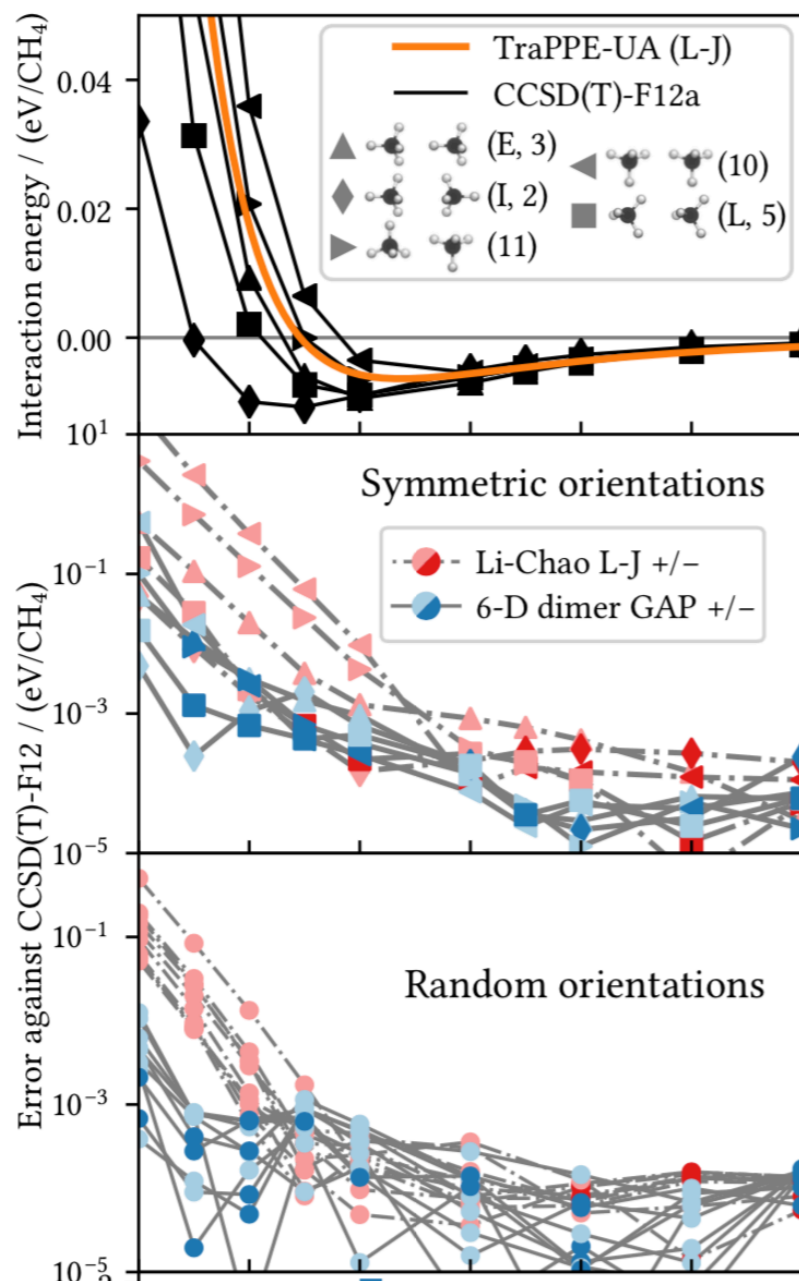 Interaction energy / (eV/CH₄)
0.04
0.02
0.00
TraPPE-UA (L-J)
CCSD(T)-F12a
(E, 3)
(I, 2)
(11)
(10)
(L, 5)
Error against CCSD(T)-F12 / (eV/CH₄)
10¹
10⁻¹
10⁻³
10⁻⁵
Symmetric orientations
Li-Chao L-J +/−
6-D dimer GAP +/−
10⁻¹
10⁻³
10⁻⁵
Random orientations